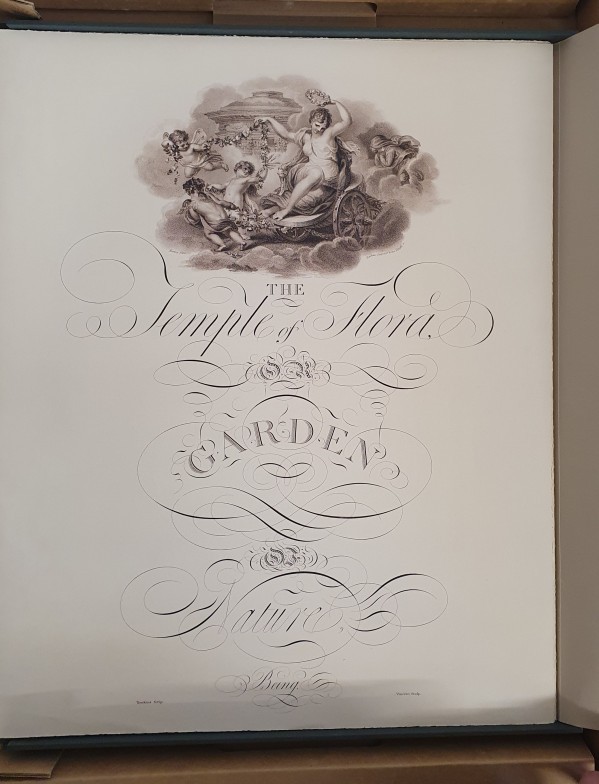 THE
Temple of Flora,
OR
GARDEN
OF
Nature,
Being